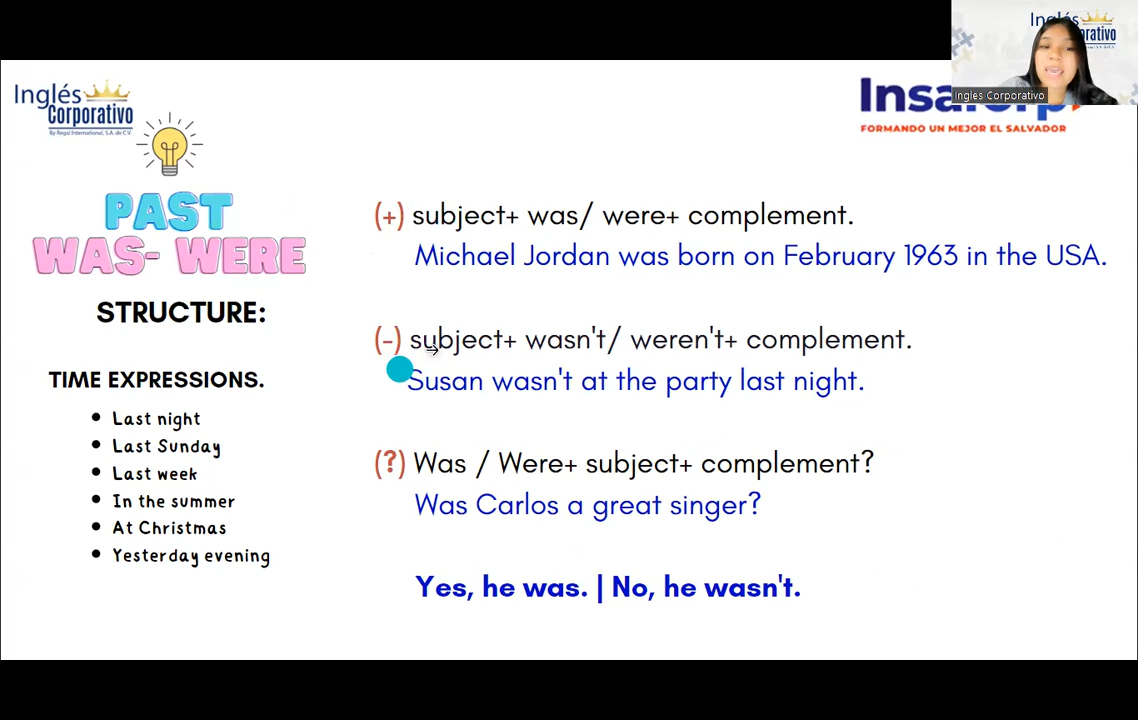 Inglés
Corporativo
By Regal International, S.A. de C.V.
Inglés
Corporativo
Ingles Corporativo
Insaforp
FORMANDO UN MEJOR EL SALVADOR
PAST
WAS- WERE
STRUCTURE:
TIME EXPRESSIONS.
Last night
Last Sunday
Last week
In the summer
At Christmas
Yesterday evening
(+) subject+ was/ were+ complement.
Michael Jordan was born on February 1963 in the USA.
(-) subject+ wasn't/ weren't+ complement.
Susan wasn't at the party last night.
(?) Was / Were+ subject+ complement?
Was Carlos a great singer?
Yes, he was. | No, he wasn't.